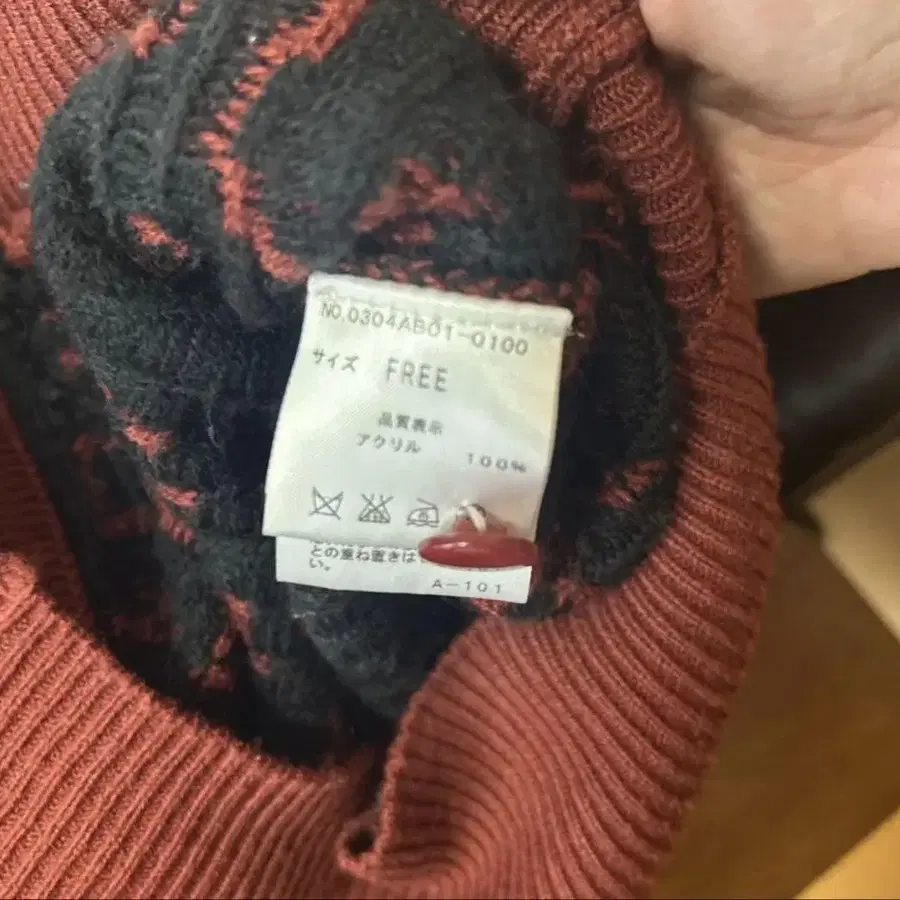 No.0304AB01-0100
サイズ FREE
品質表示
アクリル 100%
との重ね置きは
い。
A-101